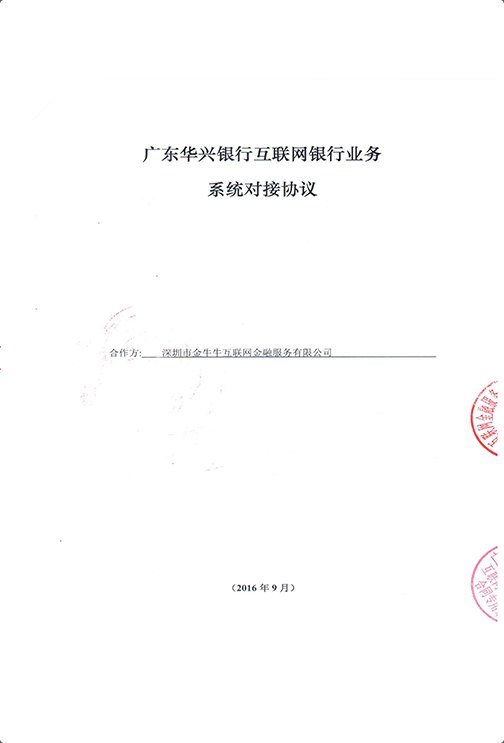 广东华兴银行互联网银行业务
系统对接协议
合作方:　深圳市金牛牛互联网金融服务有限公司
（2016 年 9 月）